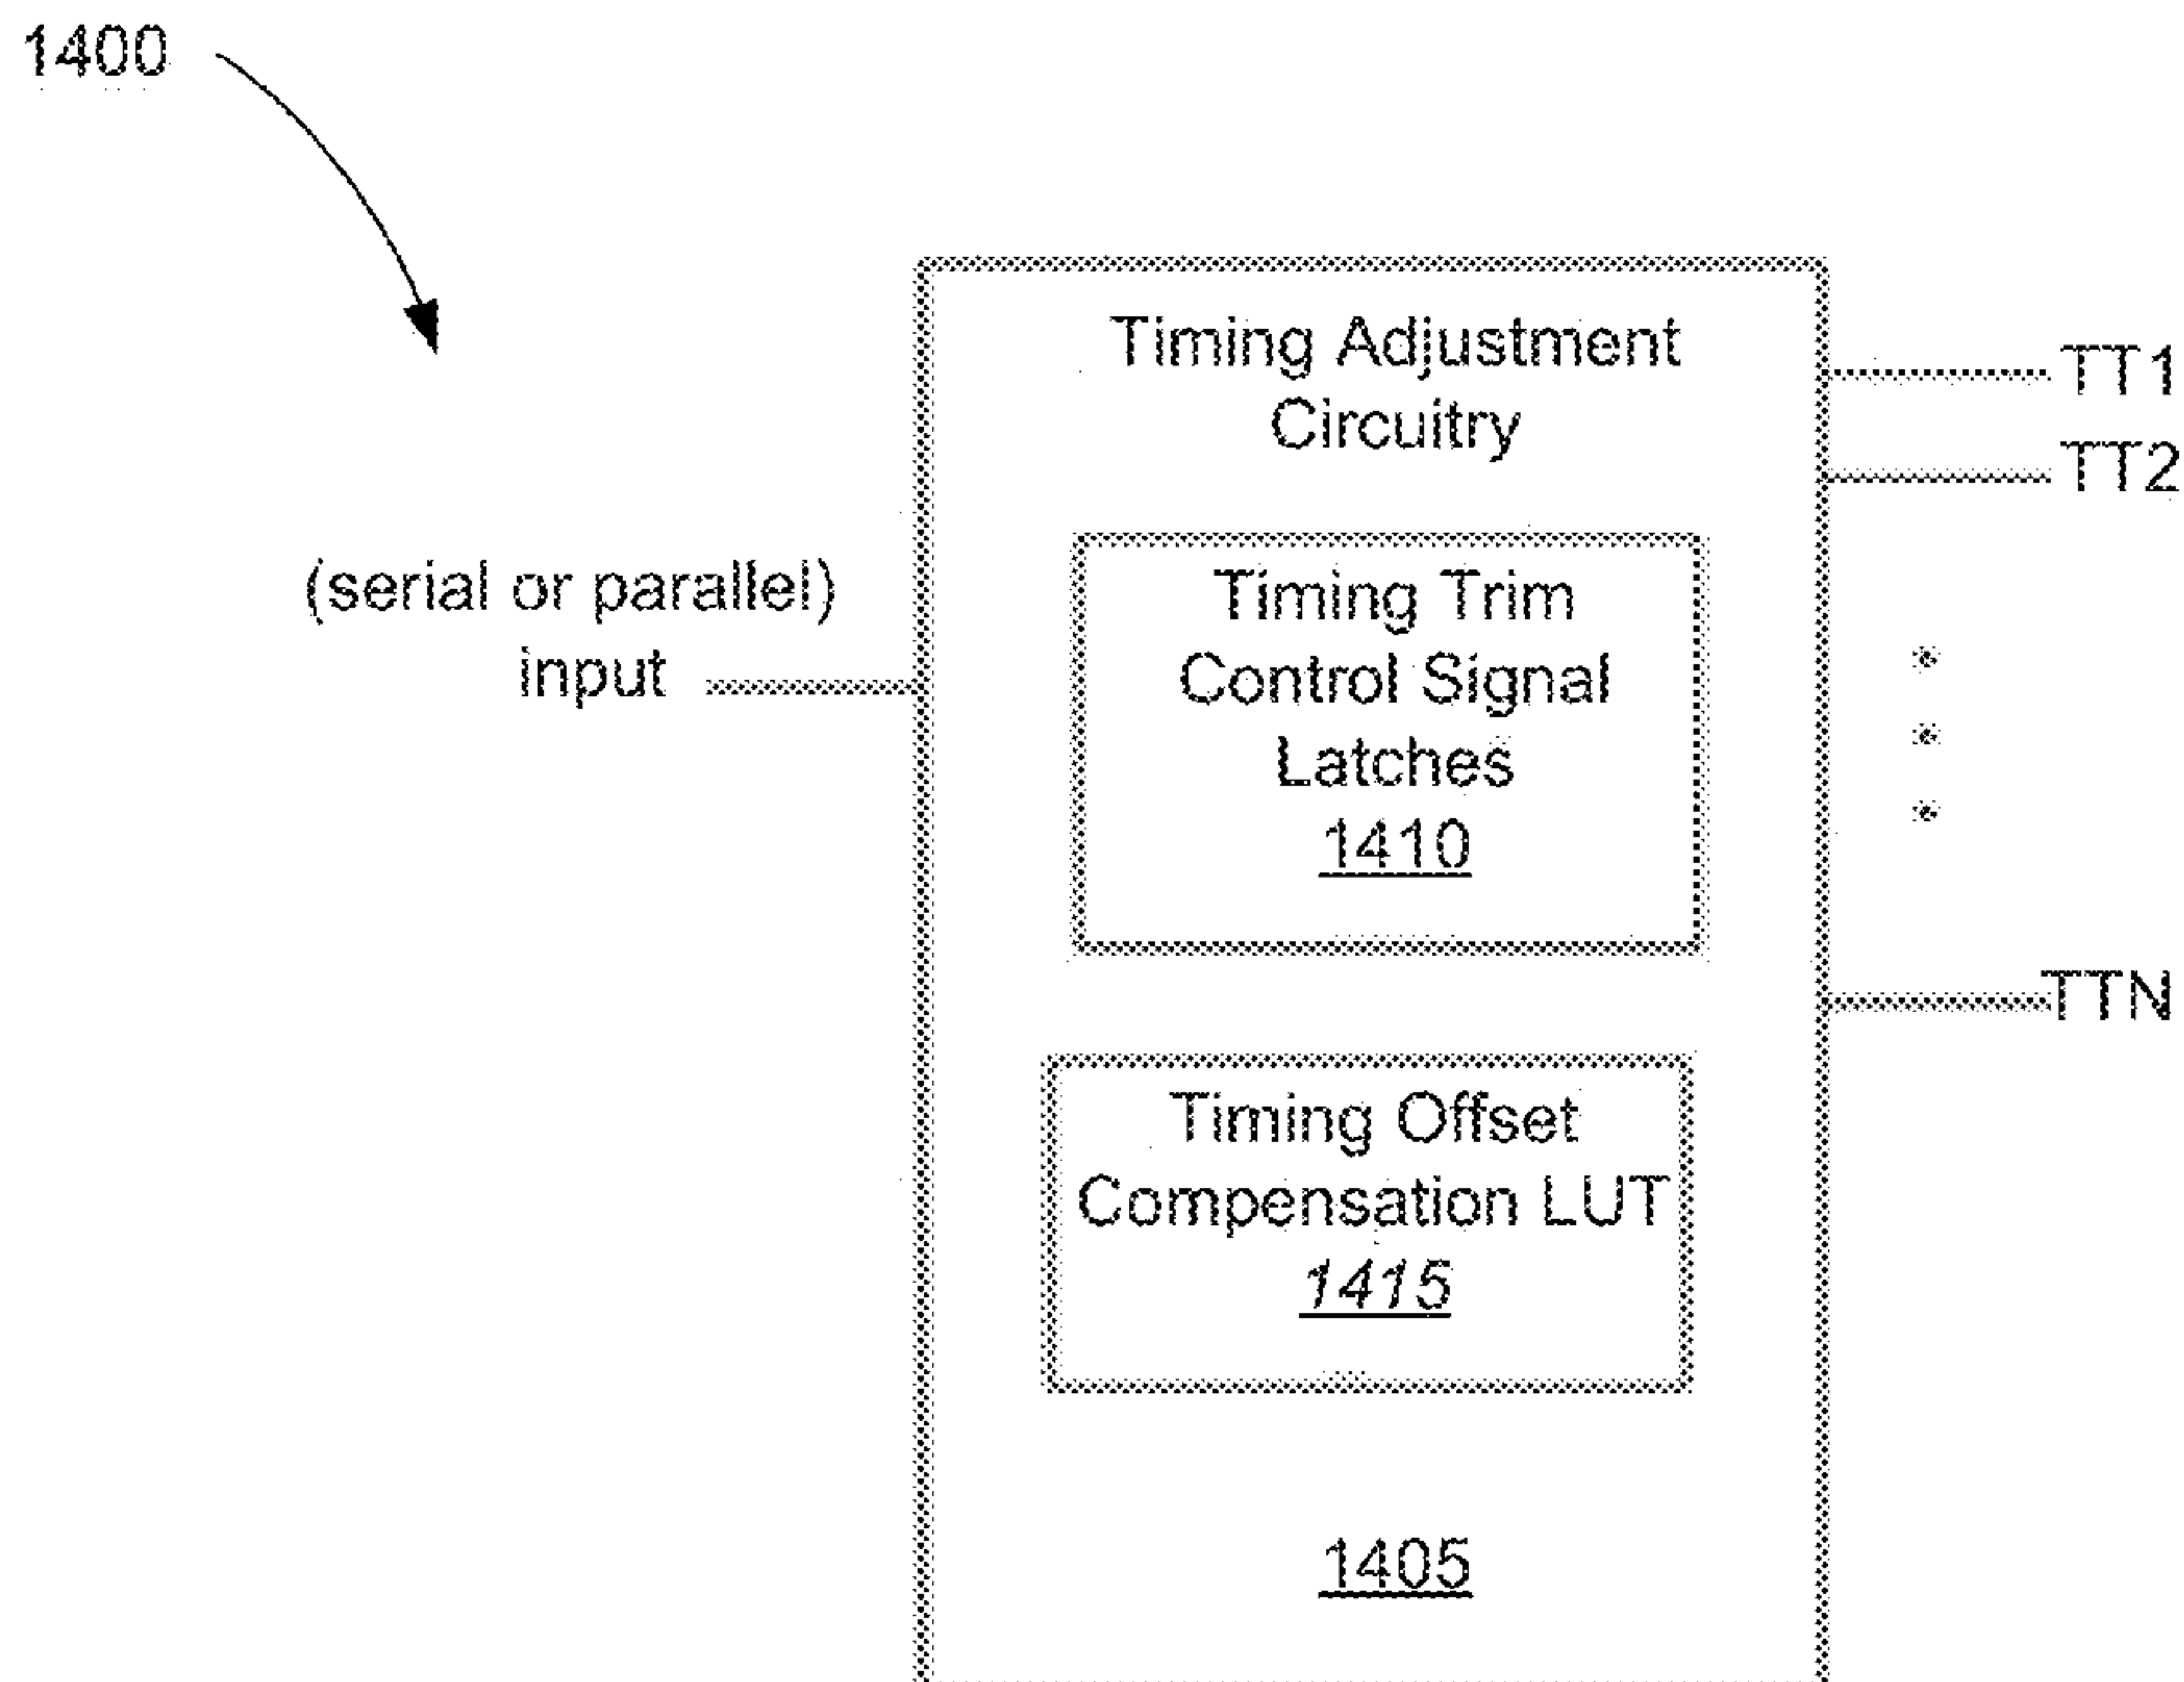 1400
Timing Adjustment
Circuitry
TT1
TT2
(serial or parallel)
input
Timing Trim
Control Signal
Latches
1410
TTN
Timing Offset
Compensation LUT
1415
1405